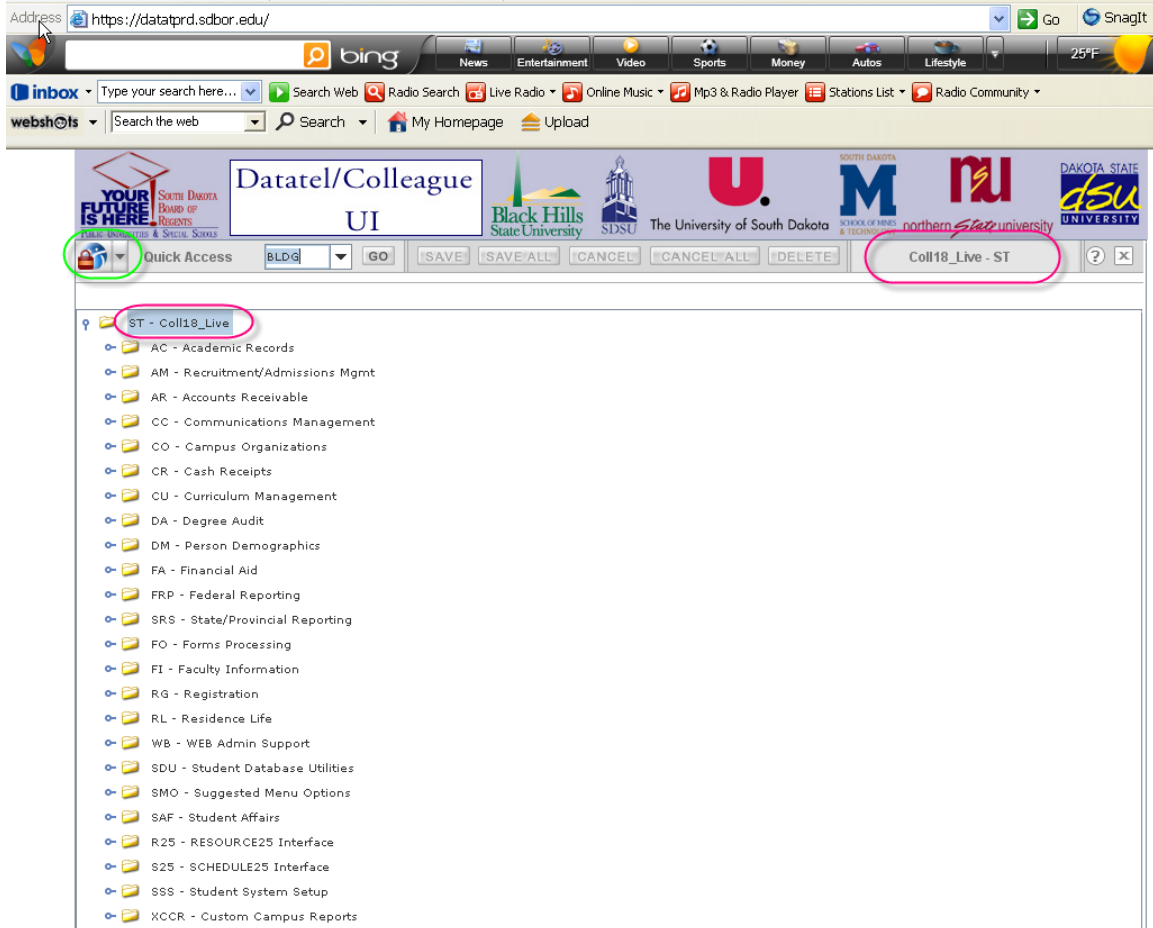 Address https://datatprd.sdbor.edu/ Go SnagIt
bing News Entertainment Video Sports Money Autos Lifestyle 25°F
inbox Type your search here... Search Web Radio Search Live Radio Online Music Mp3 & Radio Player Stations List Radio Community
websh ts Search the web Search My Homepage Upload
YOUR FUTURE IS HERE South Dakota Board of Regents Public Universities & Special Schools
Datatel/Colleague
UI
Black Hills State University
SDSU
U. The University of South Dakota
SOUTH DAKOTA M SCHOOL OF MINES & TECHNOLOGY
nu northern State university
DAKOTA STATE dsu UNIVERSITY
Quick Access BLDG GO SAVE SAVE ALL CANCEL CANCEL ALL DELETE Coll18_Live - ST ? x
ST - Coll18_Live
AC - Academic Records
AM - Recruitment/Admissions Mgmt
AR - Accounts Receivable
CC - Communications Management
CO - Campus Organizations
CR - Cash Receipts
CU - Curriculum Management
DA - Degree Audit
DM - Person Demographics
FA - Financial Aid
FRP - Federal Reporting
SRS - State/Provincial Reporting
FO - Forms Processing
FI - Faculty Information
RG - Registration
RL - Residence Life
WB - WEB Admin Support
SDU - Student Database Utilities
SMO - Suggested Menu Options
SAF - Student Affairs
R25 - RESOURCE25 Interface
S25 - SCHEDULE25 Interface
SSS - Student System Setup
XCCR - Custom Campus Reports